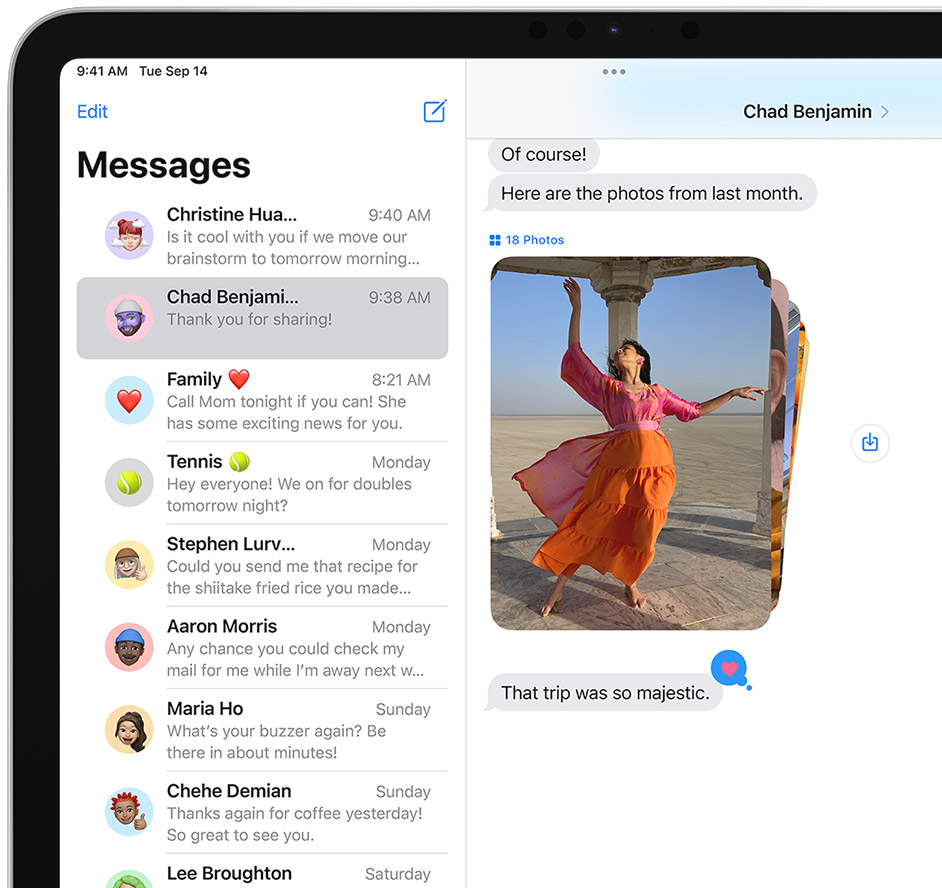 9:41 AM Tue Sep 14
Edit
Messages
Christine Hua... 9:40 AM
Is it cool with you if we move our
brainstorm to tomorrow morning...
Chad Benjami... 9:38 AM
Thank you for sharing!
Family ❤️ 8:21 AM
Call Mom tonight if you can! She
has some exciting news for you.
Tennis 🎾 Monday
Hey everyone! We on for doubles
tomorrow night?
Stephen Lurv... Monday
Could you send me that recipe for
the shiitake fried rice you made...
Aaron Morris Monday
Any chance you could check my
mail for me while I’m away next w...
Maria Ho Sunday
What’s your buzzer again? Be
there in about minutes!
Chehe Demian Sunday
Thanks again for coffee yesterday!
So great to see you.
Lee Broughton Saturday
Chad Benjamin >
Of course!
Here are the photos from last month.
18 Photos
That trip was so majestic.